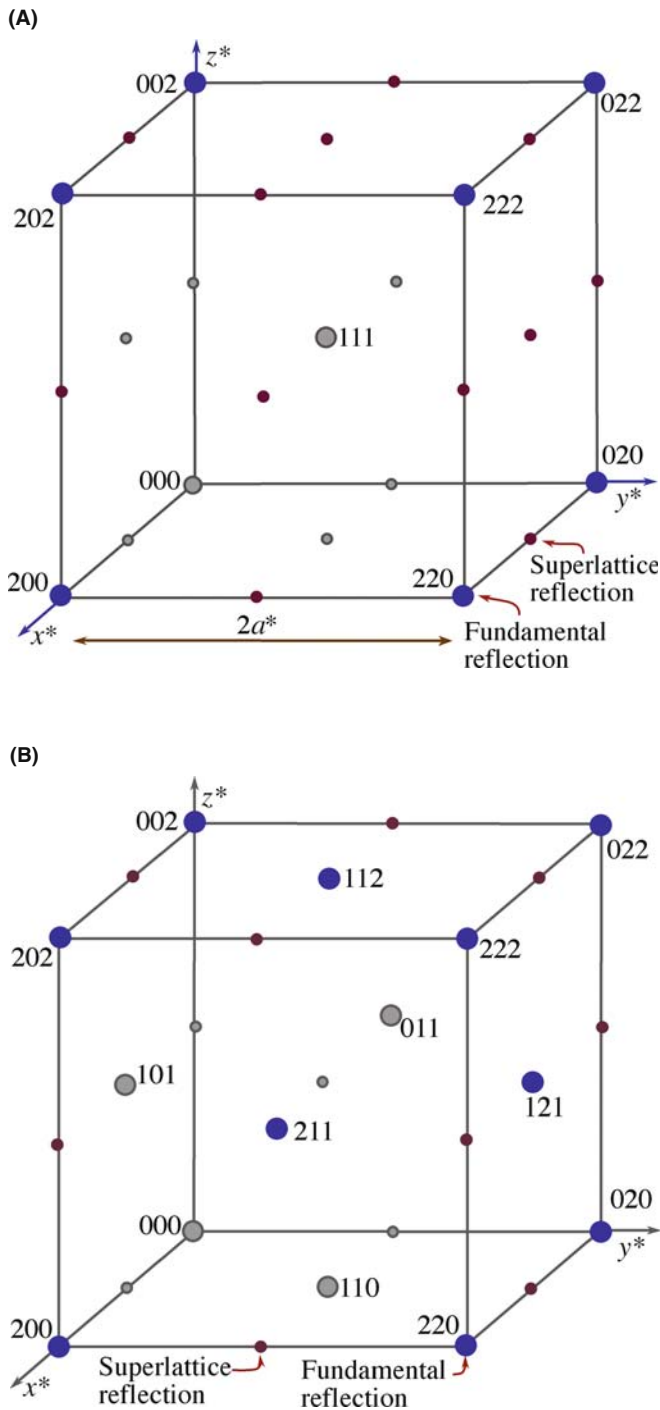 (A)
z*
002
022
202
222
111
000
020
y*
Superlattice
reflection
200
220
x*
2a*
Fundamental
reflection
(B)
z*
002
022
112
202
222
011
101
121
211
020
000
y*
110
200
220
Superlattice
reflection
Fundamental
reflection
x*